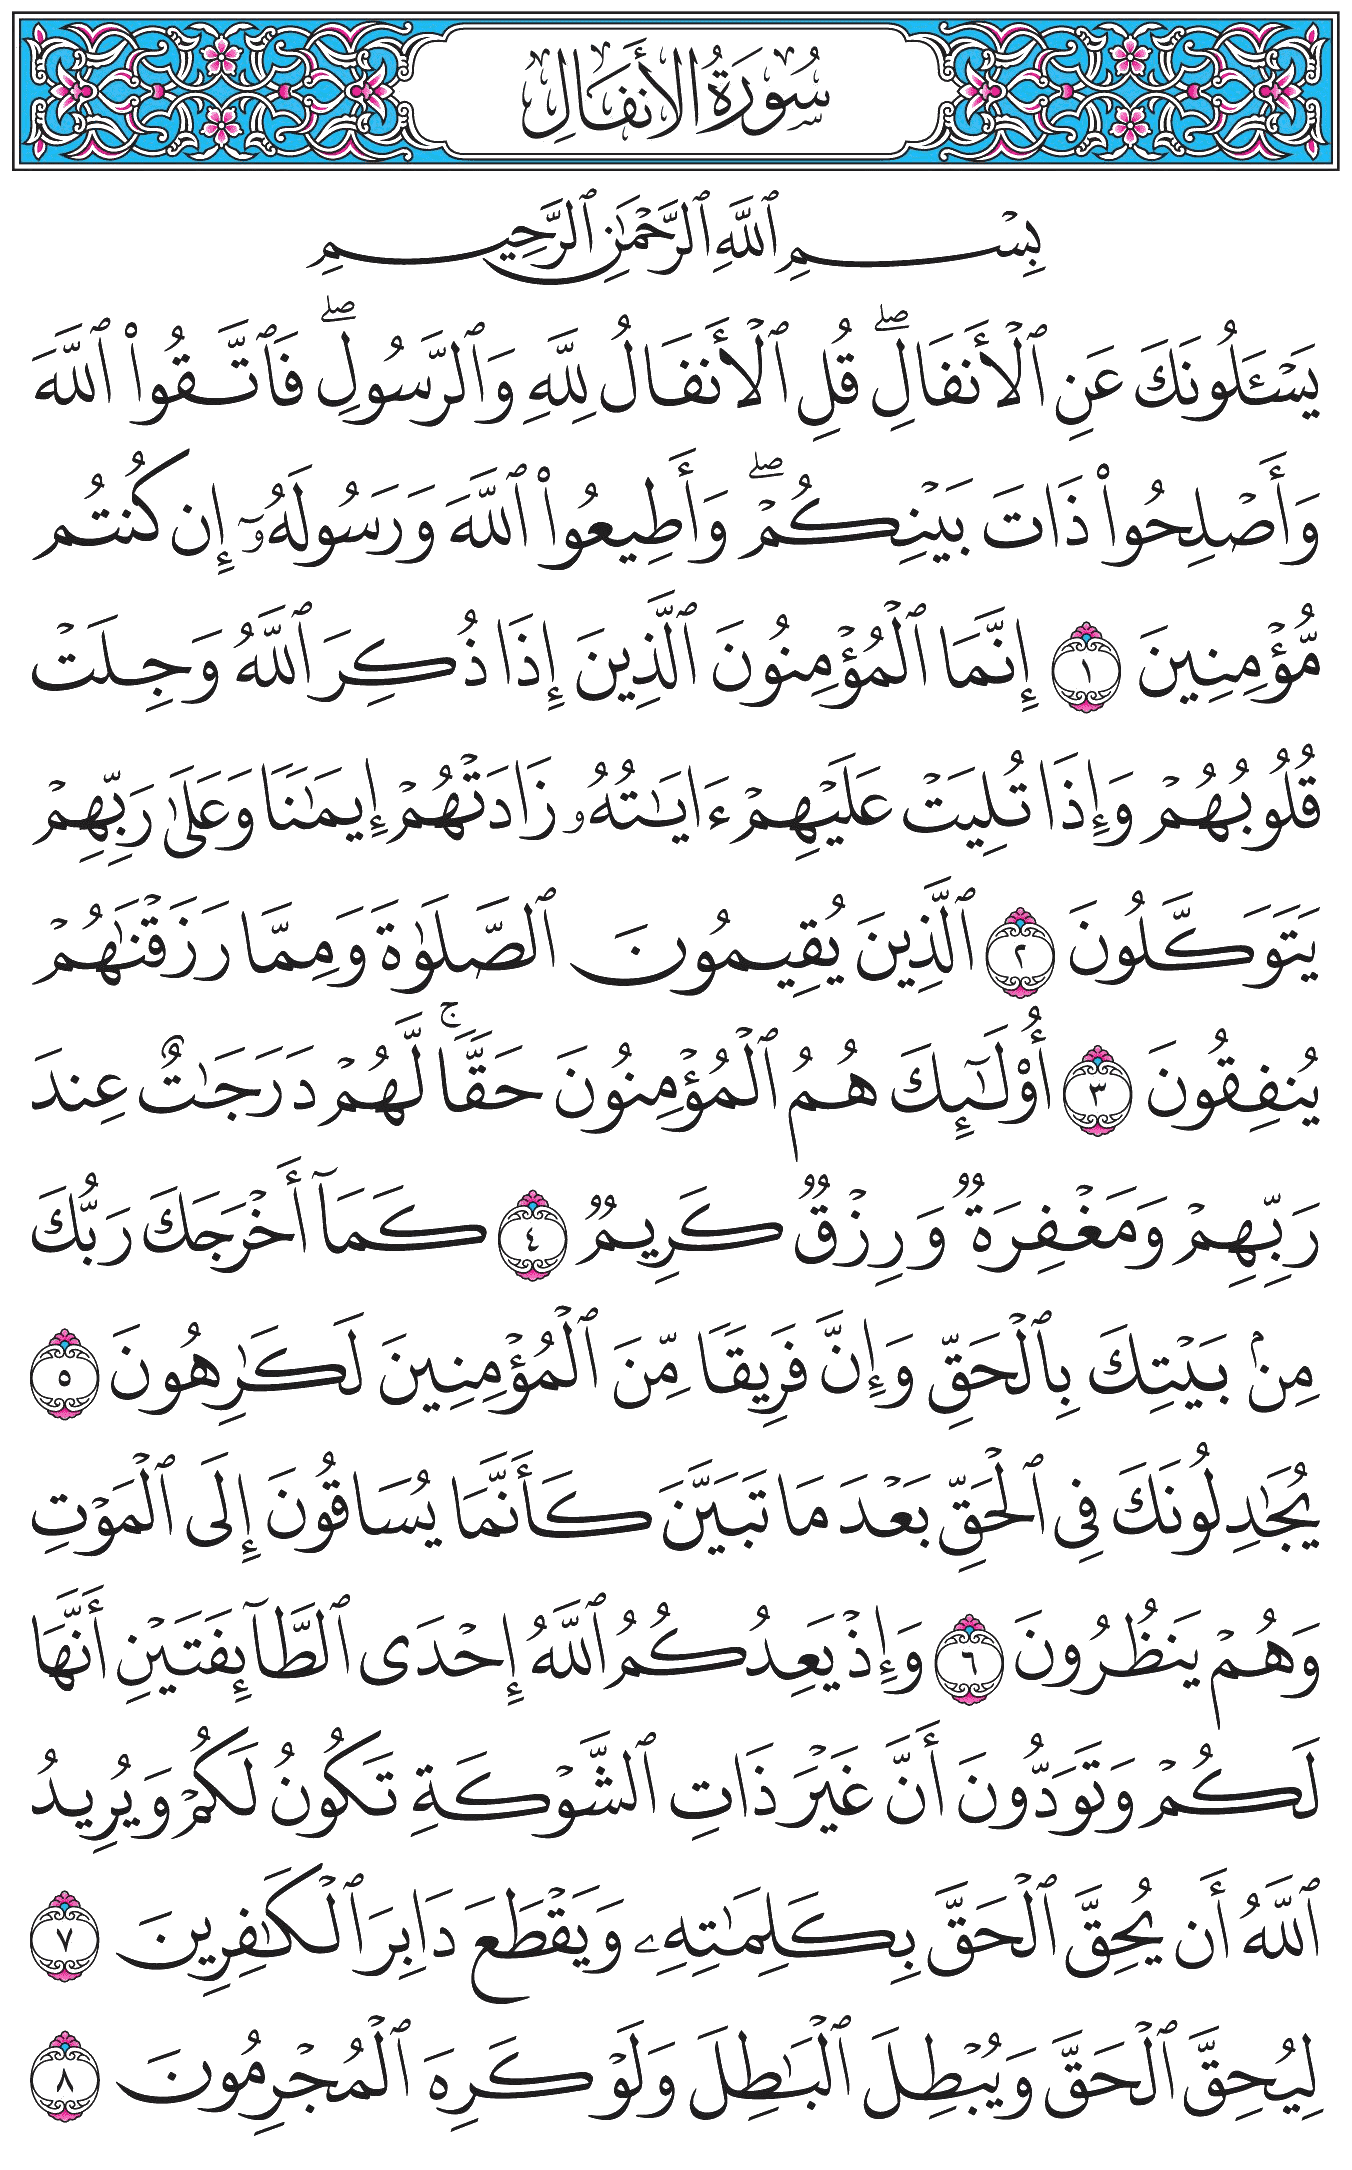 سُورَةُ الأَنفَالِ
بِسْمِ ٱللَّهِ ٱلرَّحْمَٰنِ ٱلرَّحِيمِ
يَسْـَٔلُونَكَ عَنِ ٱلْأَنفَالِۖ قُلِ ٱلْأَنفَالُ لِلَّهِ وَٱلرَّسُولِۖ فَٱتَّقُوا۟ ٱللَّهَ
وَأَصْلِحُوا۟ ذَاتَ بَيْنِكُمْۖ وَأَطِيعُوا۟ ٱللَّهَ وَرَسُولَهُۥٓ إِن كُنتُم
مُّؤْمِنِينَ ١ إِنَّمَا ٱلْمُؤْمِنُونَ ٱلَّذِينَ إِذَا ذُكِرَ ٱللَّهُ وَجِلَتْ
قُلُوبُهُمْ وَإِذَا تُلِيَتْ عَلَيْهِمْ ءَايَٰتُهُۥ زَادَتْهُمْ إِيمَٰنًا وَعَلَىٰ رَبِّهِمْ
يَتَوَكَّلُونَ ٢ ٱلَّذِينَ يُقِيمُونَ ٱلصَّلَوٰةَ وَمِمَّا رَزَقْنَٰهُمْ
يُنفِقُونَ ٣ أُو۟لَٰٓئِكَ هُمُ ٱلْمُؤْمِنُونَ حَقًّاۚ لَّهُمْ دَرَجَٰتٌ عِندَ
رَبِّهِمْ وَمَغْفِرَةٌ وَرِزْقٌ كَرِيمٌ ٤ كَمَآ أَخْرَجَكَ رَبُّكَ
مِنۢ بَيْتِكَ بِٱلْحَقِّ وَإِنَّ فَرِيقًا مِّنَ ٱلْمُؤْمِنِينَ لَكَٰرِهُونَ ٥
يُجَٰدِلُونَكَ فِى ٱلْحَقِّ بَعْدَ مَا تَبَيَّنَ كَأَنَّمَا يُسَاقُونَ إِلَى ٱلْمَوْتِ
وَهُمْ يَنظُرُونَ ٦ وَإِذْ يَعِدُكُمُ ٱللَّهُ إِحْدَى ٱلطَّآئِفَتَيْنِ أَنَّهَا
لَكُمْ وَتَوَدُّونَ أَنَّ غَيْرَ ذَاتِ ٱلشَّوْكَةِ تَكُونُ لَكُمْ وَيُرِيدُ
ٱللَّهُ أَن يُحِقَّ ٱلْحَقَّ بِكَلِمَٰتِهِۦ وَيَقْطَعَ دَابِرَ ٱلْكَٰفِرِينَ ٧
لِيُحِقَّ ٱلْحَقَّ وَيُبْطِلَ ٱلْبَٰطِلَ وَلَوْ كَرِهَ ٱلْمُجْرِمُونَ ٨